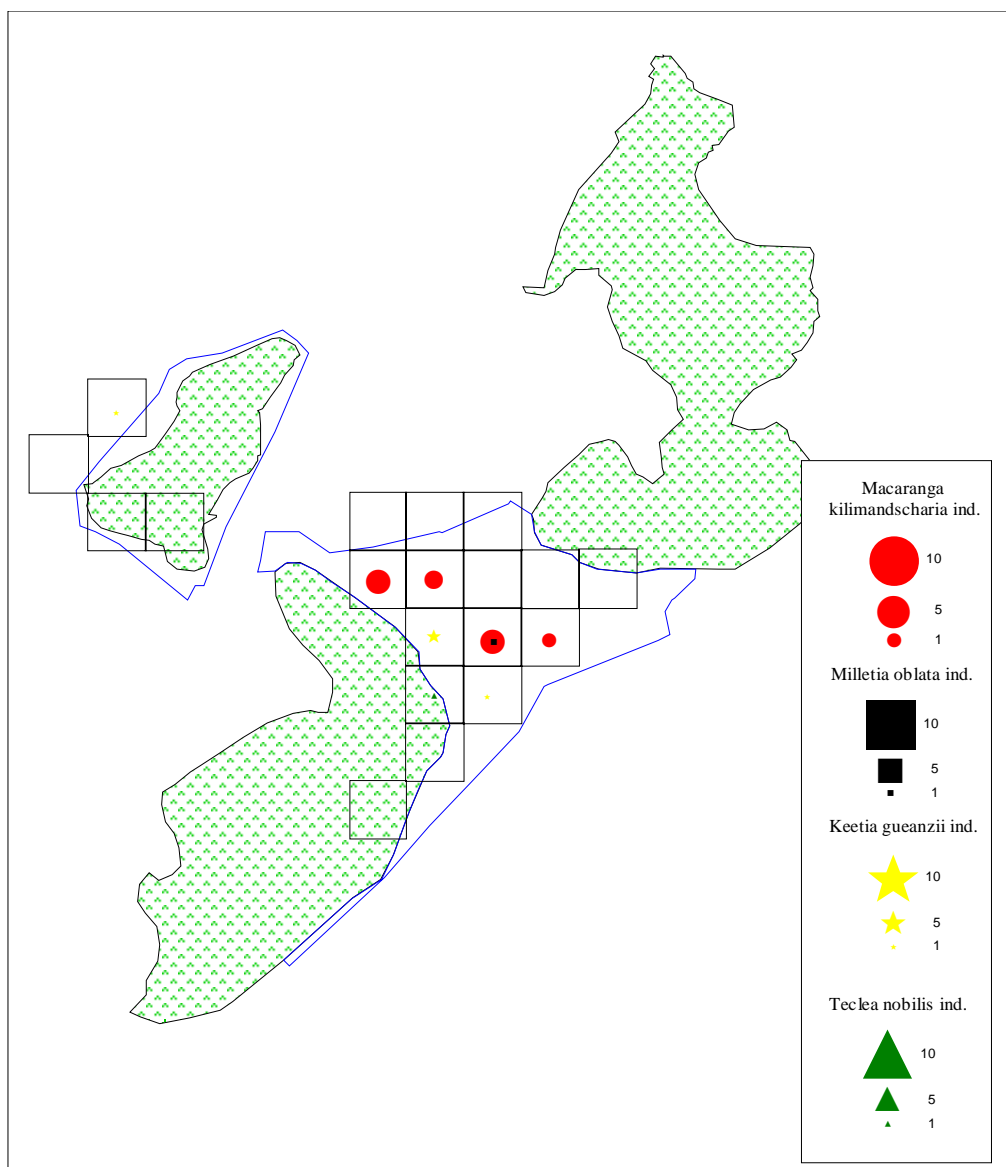 Macaranga
kilimandscharia ind.
10
5
1
Milletia oblata ind.
10
5
1
Keetia gueanzii ind.
10
5
1
Teclea nobilis ind.
10
5
1